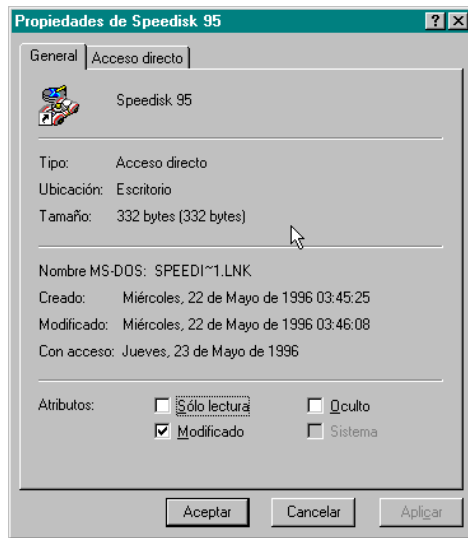 Propiedades de Speedisk 95
General Acceso directo
Speedisk 95
Tipo: Acceso directo
Ubicación: Escritorio
Tamaño: 332 bytes (332 bytes)
Nombre MS-DOS: SPEEDI~1.LNK
Creado: Miércoles, 22 de Mayo de 1996 03:45:25
Modificado: Miércoles, 22 de Mayo de 1996 03:46:08
Con acceso: Jueves, 23 de Mayo de 1996
Atributos: Sólo lectura Oculto
Modificado Sistema
Aceptar Cancelar Aplicar